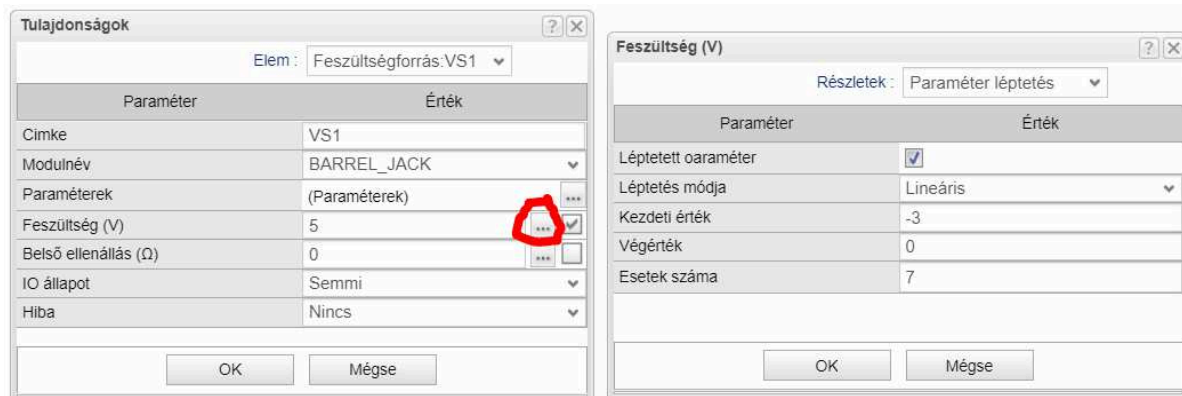 Tulajdonságok
Elem : Feszültségforrás:VS1
Paraméter Érték
Cimke VS1
Modulnév BARREL_JACK
Paraméterek (Paraméterek) ...
Feszültség (V) 5 ...
Belső ellenállás (Ω) 0 ...
IO állapot Semmi
Hiba Nincs
OK Mégse
Feszültség (V)
Részletek : Paraméter léptetés
Paraméter Érték
Léptetett oaraméter
Léptetés módja Lineáris
Kezdeti érték -3
Végérték 0
Esetek száma 7
OK Mégse